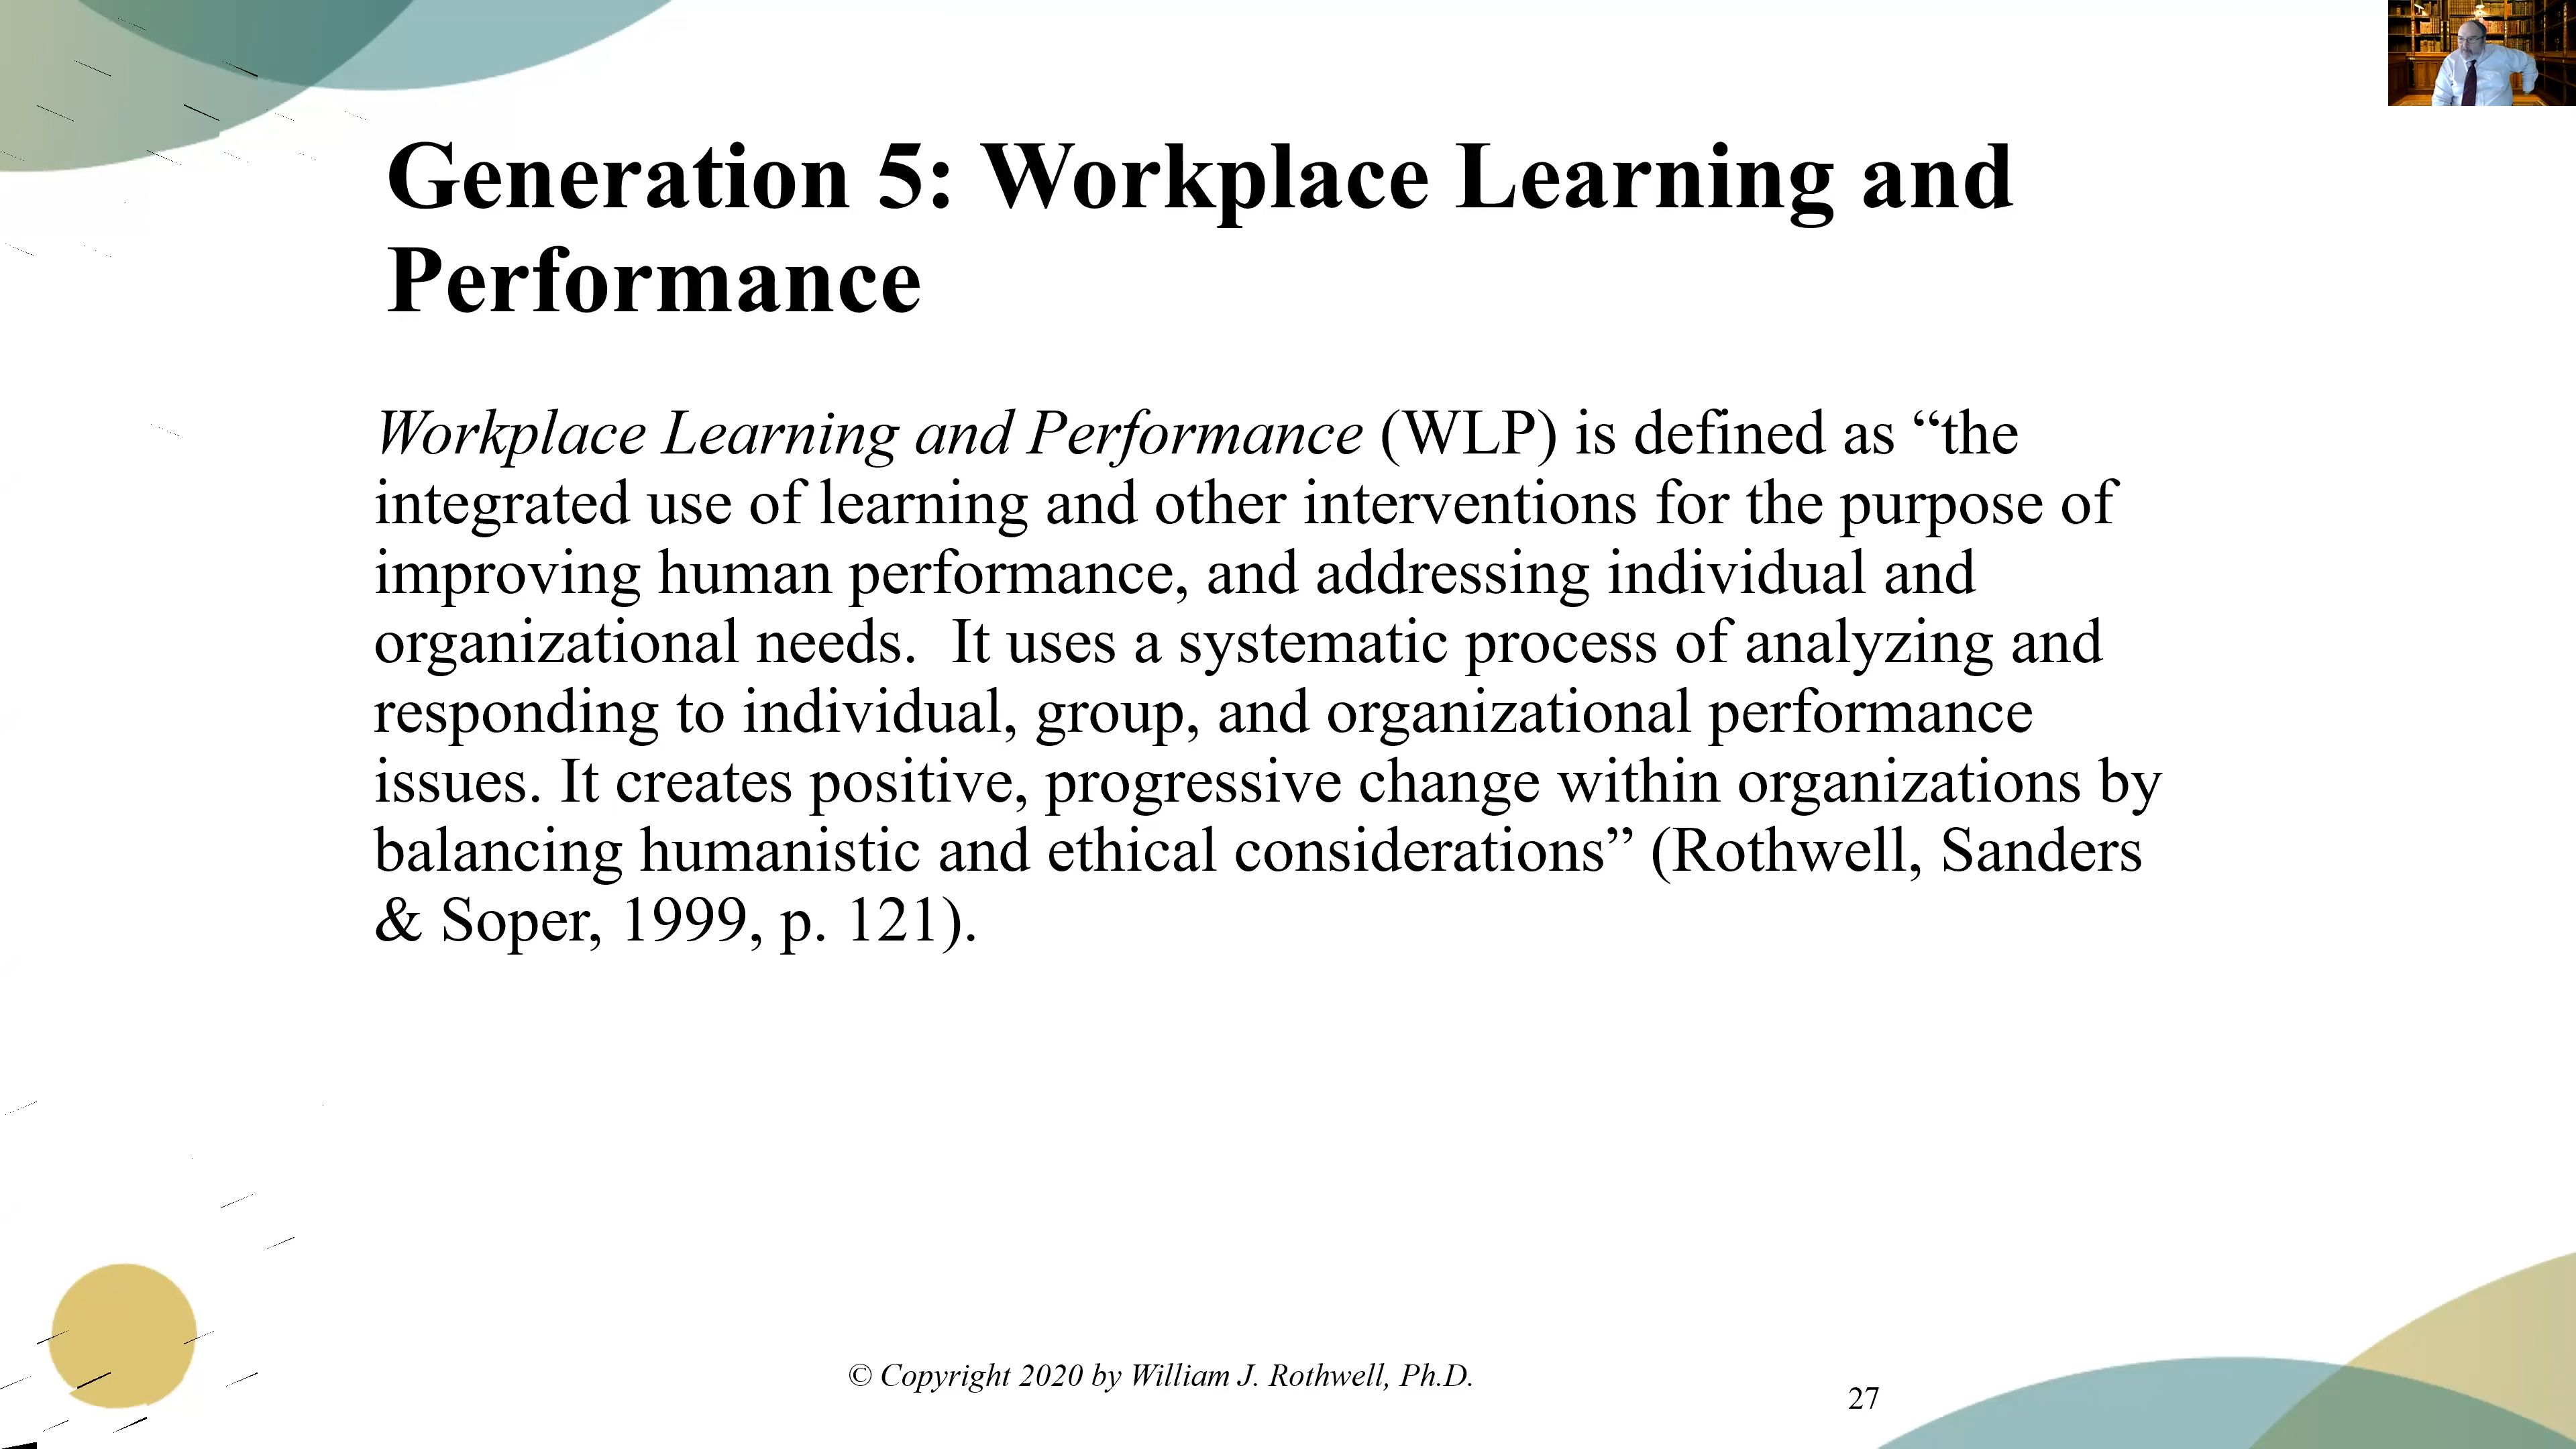 Generation 5: Workplace Learning and
Performance
Workplace Learning and Performance (WLP) is defined as “the
integrated use of learning and other interventions for the purpose of
improving human performance, and addressing individual and
organizational needs.  It uses a systematic process of analyzing and
responding to individual, group, and organizational performance
issues. It creates positive, progressive change within organizations by
balancing humanistic and ethical considerations” (Rothwell, Sanders
& Soper, 1999, p. 121).
© Copyright 2020 by William J. Rothwell, Ph.D.
27